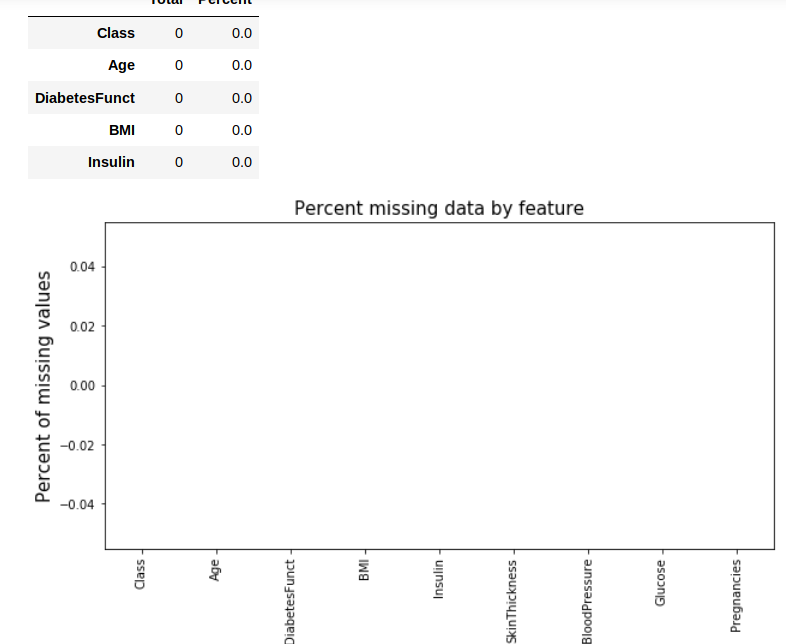 Total Percent
Class 0 0.0
Age 0 0.0
DiabetesFunct 0 0.0
BMI 0 0.0
Insulin 0 0.0
Percent missing data by feature
Percent of missing values
0.04
0.02
0.00
−0.02
−0.04
Class
Age
DiabetesFunct
BMI
Insulin
SkinThickness
BloodPressure
Glucose
Pregnancies